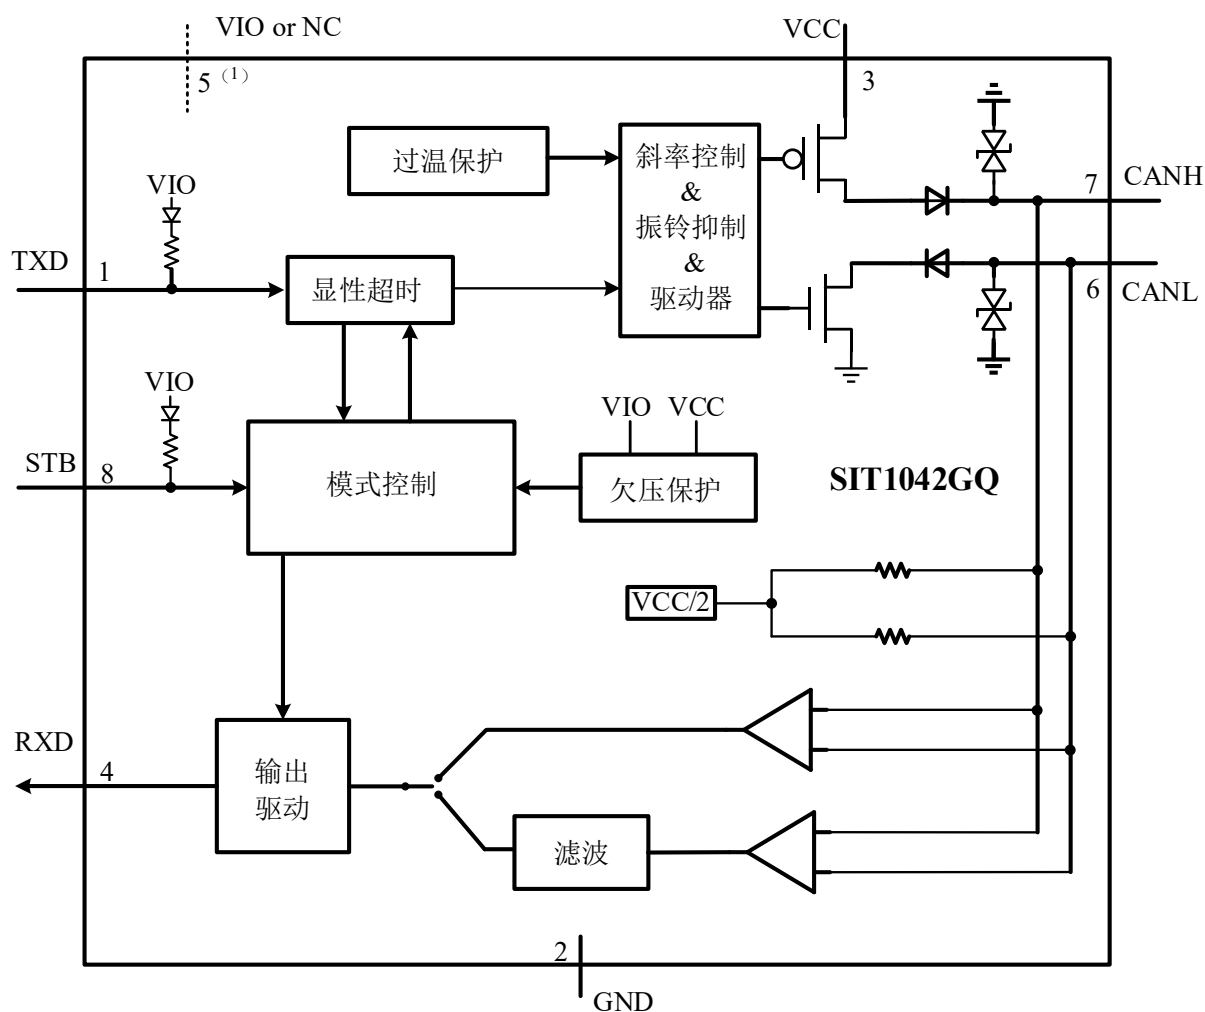 VIO or NC
VCC
5（1）
3
过温保护
斜率控制
&
振铃抑制
&
驱动器
VIO
7
CANH
TXD
1
显性超时
6
CANL
VIO
VIO
VCC
STB
8
模式控制
欠压保护
SIT1042GQ
VCC/2
RXD
4
输出
驱动
滤波
2
GND